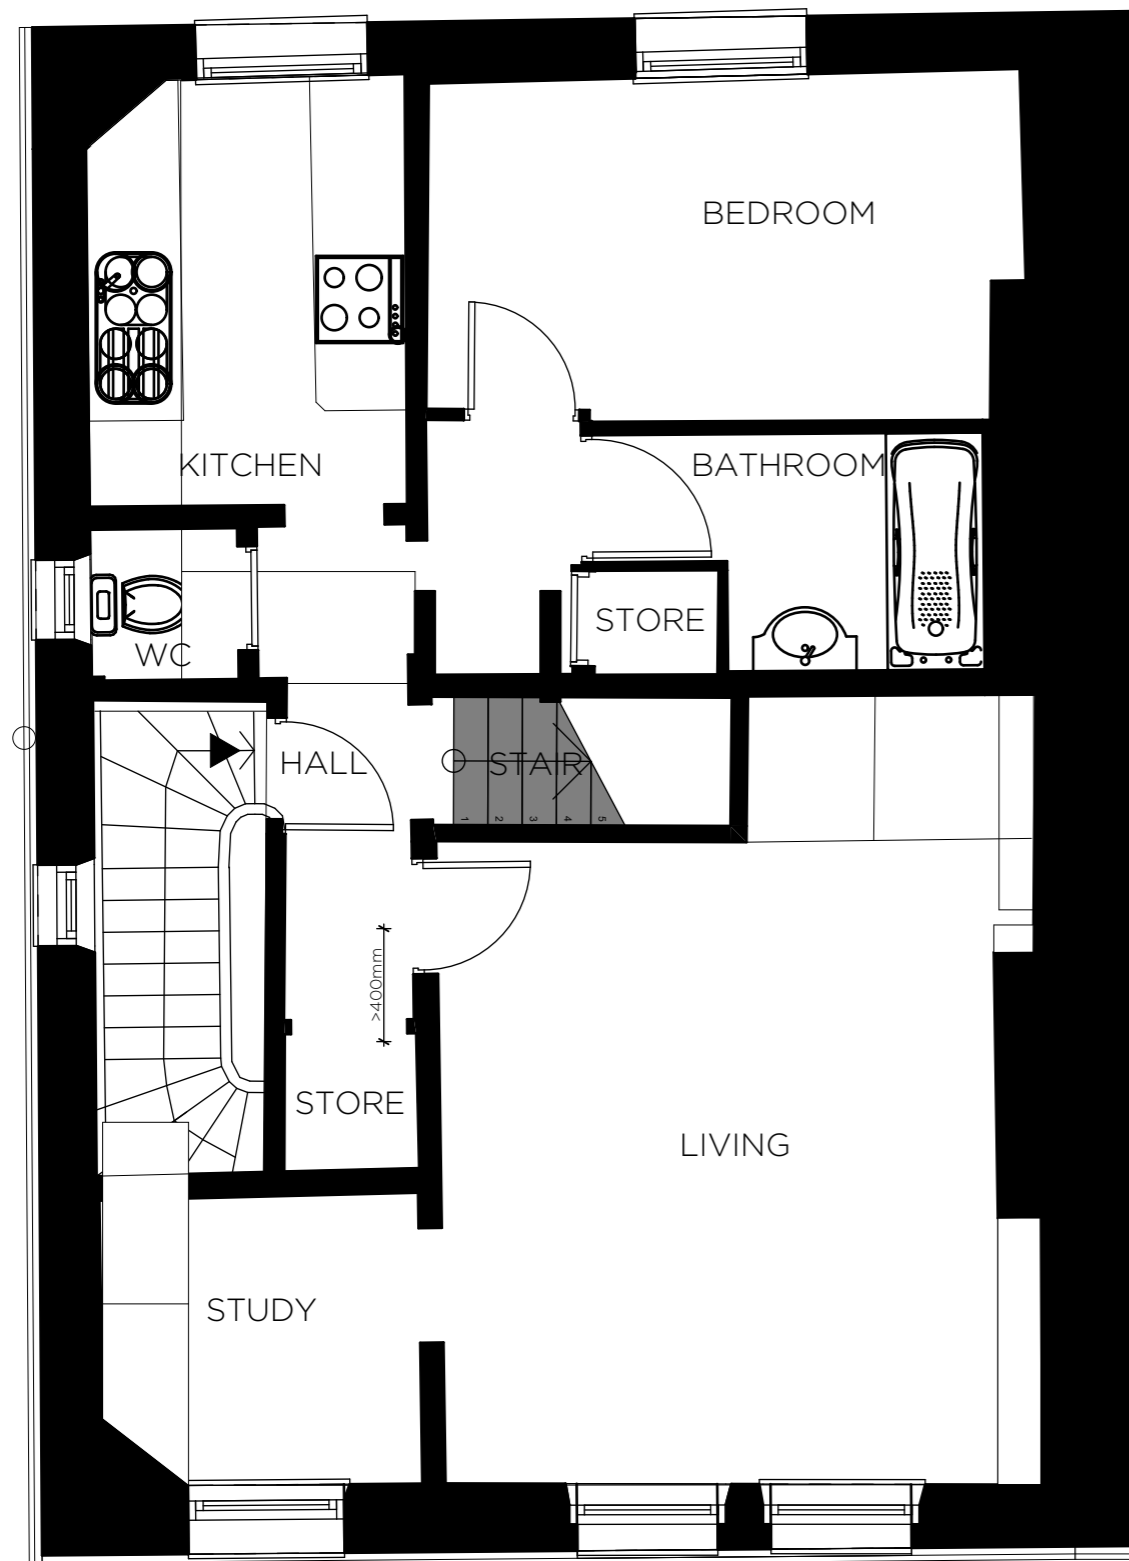 BEDROOM
KITCHEN
BATHROOM
STORE
WC
HALL
STAIR
1 2 3 4 5
>400mm
STORE
LIVING
STUDY